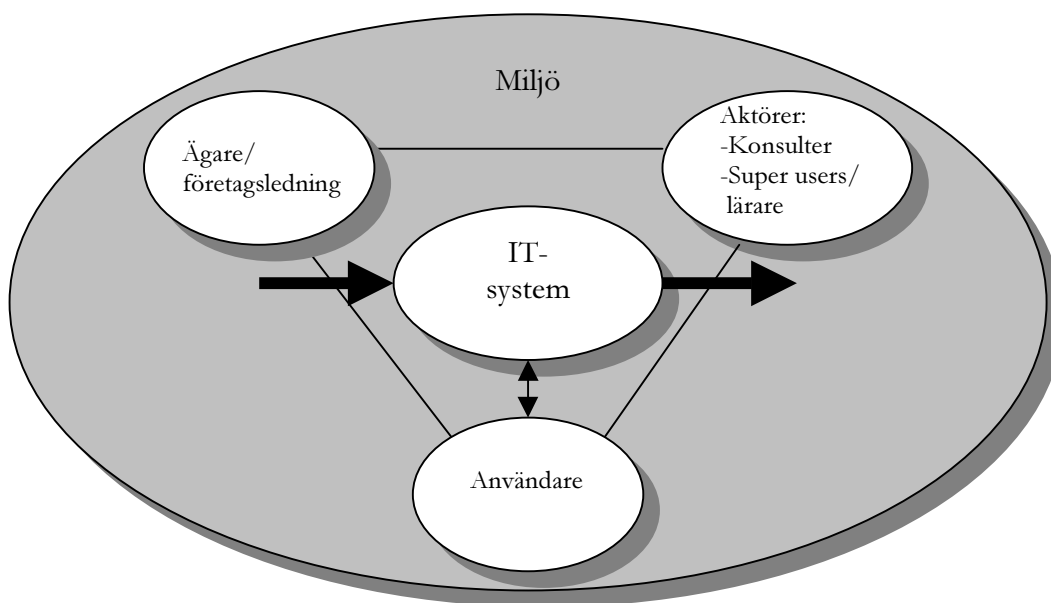 Miljö
Ägare/
företagsledning
Aktörer:
-Konsulter
-Super users/
lärare
IT-
system
Användare